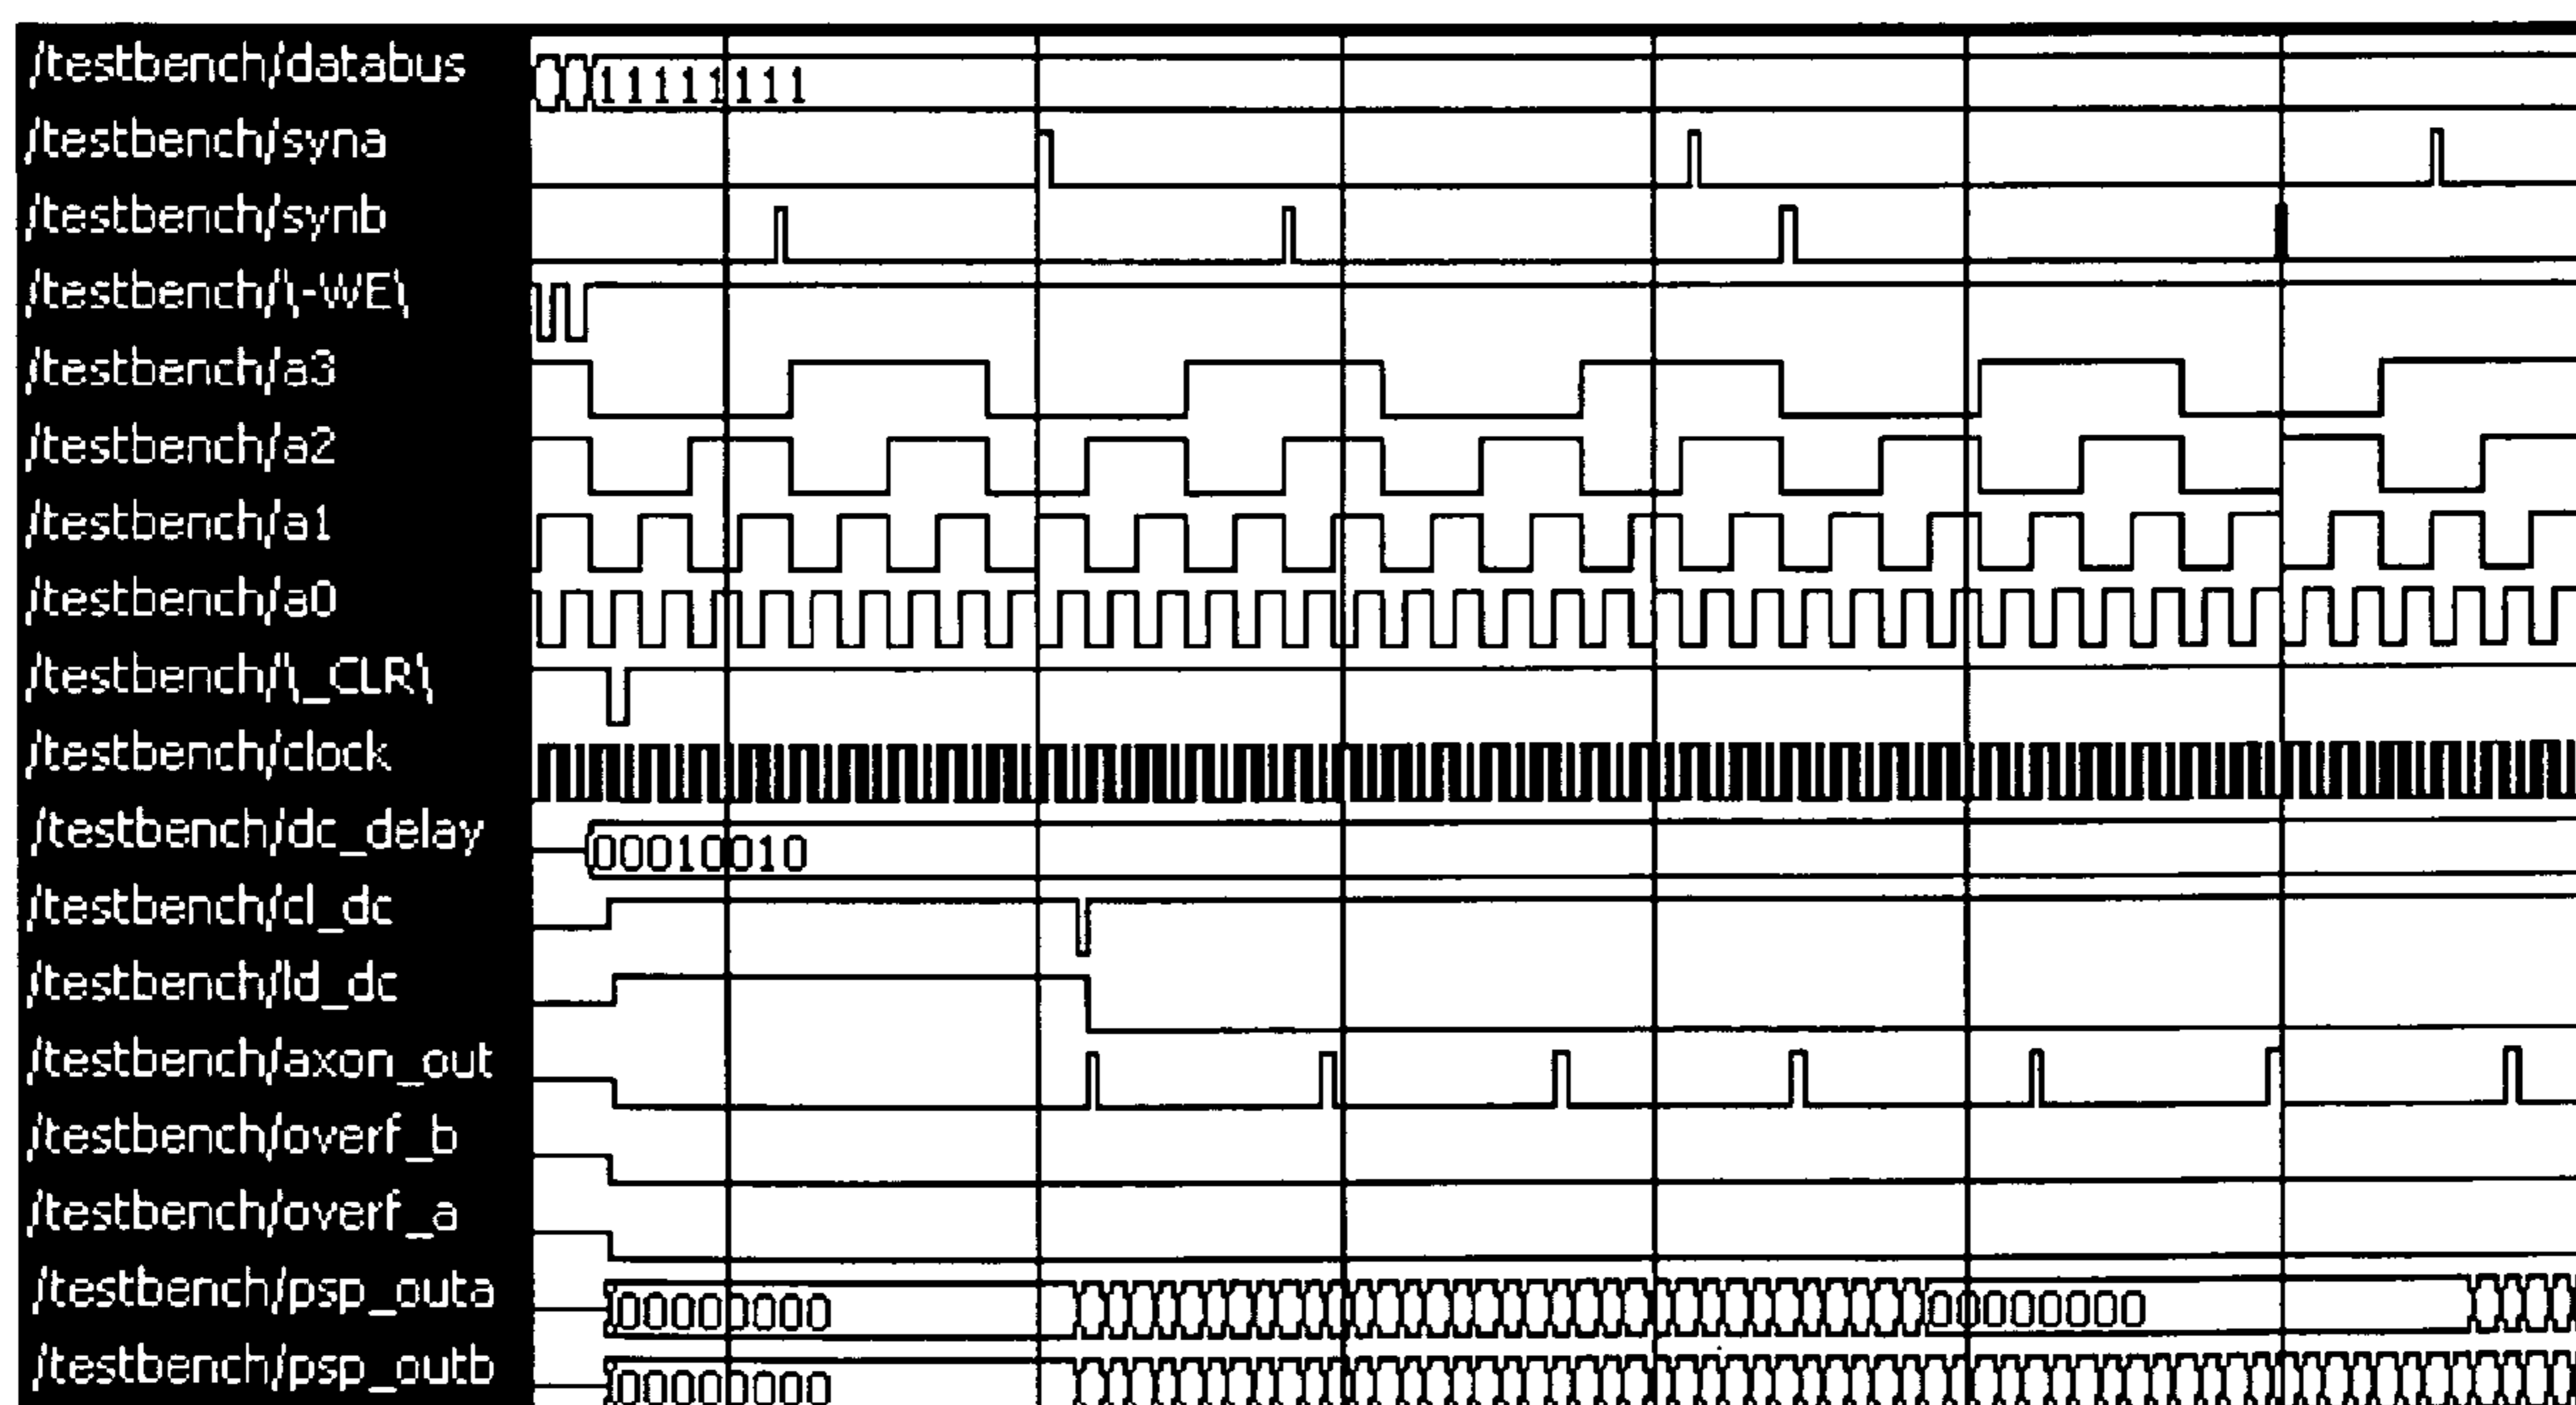 /testbench/databus 11111111
/testbench/syna
/testbench/synb
/testbench/\-WE\
/testbench/a3
/testbench/a2
/testbench/a1
/testbench/a0
/testbench/\_CLR\
/testbench/clock
/testbench/dc_delay 00010010
/testbench/cl_dc
/testbench/ld_dc
/testbench/axon_out
/testbench/overf_b
/testbench/overf_a
/testbench/psp_outa 00000000 00000000
/testbench/psp_outb 00000000